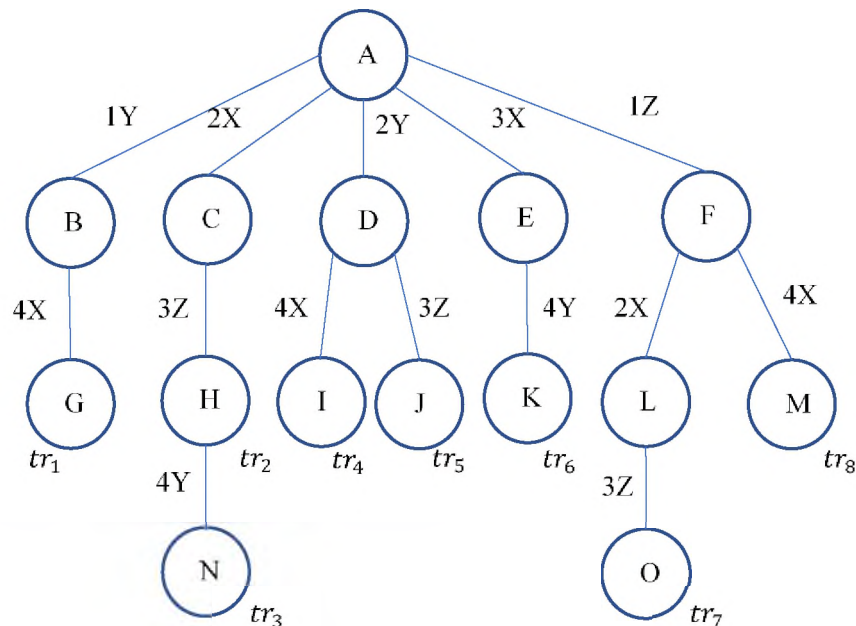 A
1Y 2X 2Y 3X 1Z
B C D E F
4X 3Z 4X 3Z 4Y 2X 4X
G H I J K L M
tr₁ tr₂ tr₄ tr₅ tr₆ tr₈
4Y 3Z
N O
tr₃ tr₇